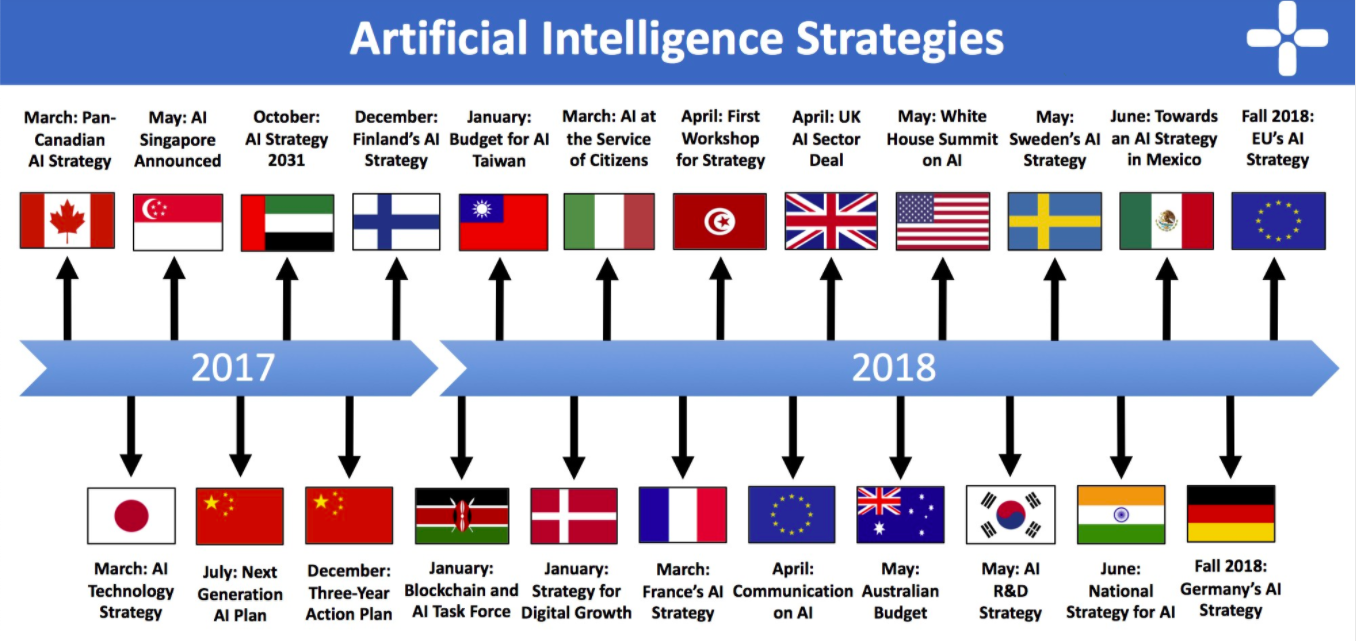 Artificial Intelligence Strategies
March: Pan-
Canadian
AI Strategy
May: AI
Singapore
Announced
October:
AI Strategy
2031
December:
Finland's AI
Strategy
January:
Budget for AI
Taiwan
March: AI at
the Service
of Citizens
April: First
Workshop
for Strategy
April: UK
AI Sector
Deal
May: White
House Summit
on AI
May:
Sweden's AI
Strategy
June: Towards
an AI Strategy
in Mexico
Fall 2018:
EU's AI
Strategy
2017
2018
March: AI
Technology
Strategy
July: Next
Generation
AI Plan
December:
Three-Year
Action Plan
January:
Blockchain and
AI Task Force
January:
Strategy for
Digital Growth
March:
France's AI
Strategy
April:
Communication
on AI
May:
Australian
Budget
May: AI
R&D
Strategy
June:
National
Strategy for AI
Fall 2018:
Germany's AI
Strategy